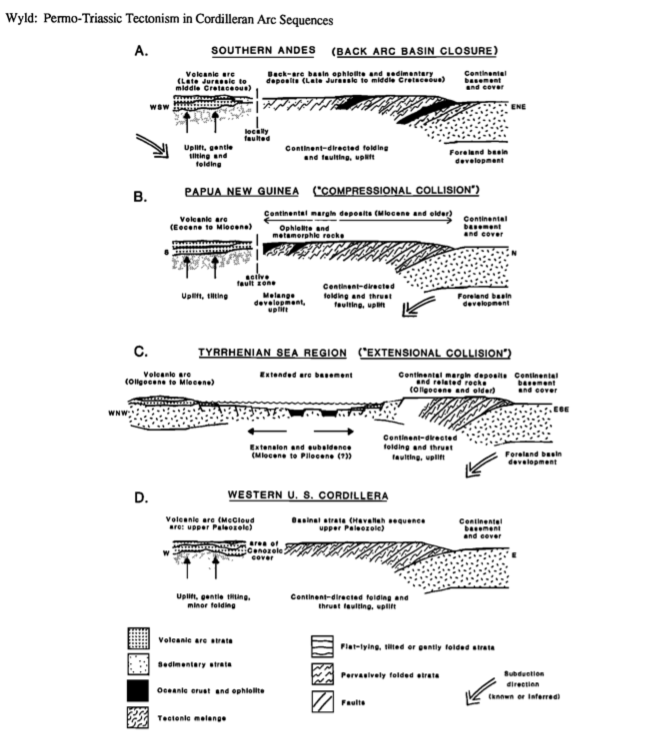 Wyld: Permo-Triassic Tectonism in Cordilleran Arc Sequences
A. SOUTHERN ANDES (BACK ARC BASIN CLOSURE)
Volcanic arc
(Late Jurassic to
middle Cretaceous)
Back-arc basin ophiolite and sedimentary
deposits (Late Jurassic to middle Cretaceous)
Continental
basement
and cover
WSW
ENE
locally
faulted
Uplift, gentle
tilting and
folding
Continent-directed folding
and faulting, uplift
Foreland basin
development
B. PAPUA NEW GUINEA ("COMPRESSIONAL COLLISION")
Volcanic arc
(Eocene to Miocene)
Continental margin deposits (Miocene and older)
Ophiolite and
metamorphic rocks
Continental
basement
and cover
S
N
active
fault zone
Uplift, tilting
Melange
development,
uplift
Continent-directed
folding and thrust
faulting, uplift
Foreland basin
development
C. TYRRHENIAN SEA REGION ("EXTENSIONAL COLLISION")
Volcanic arc
(Oligocene to Miocene)
Extended arc basement
Continental margin deposits
and related rocks
(Oligocene and older)
Continental
basement
and cover
WNW
ESE
Extension and subsidence
(Miocene to Pliocene (?))
Continent-directed
folding and thrust
faulting, uplift
Foreland basin
development
D. WESTERN U. S. CORDILLERA
Volcanic arc (McCloud
arc: upper Paleozoic)
Basinal strata (Havallah sequence
upper Paleozoic)
Continental
basement
and cover
W
E
area of
Cenozoic
cover
Uplift, gentle tilting,
minor folding
Continent-directed folding and
thrust faulting, uplift
Volcanic arc strata
Sedimentary strata
Oceanic crust and ophiolite
Tectonic melange
Flat-lying, tilted or gently folded strata
Pervasively folded strata
Faults
Subduction
direction
(known or inferred)